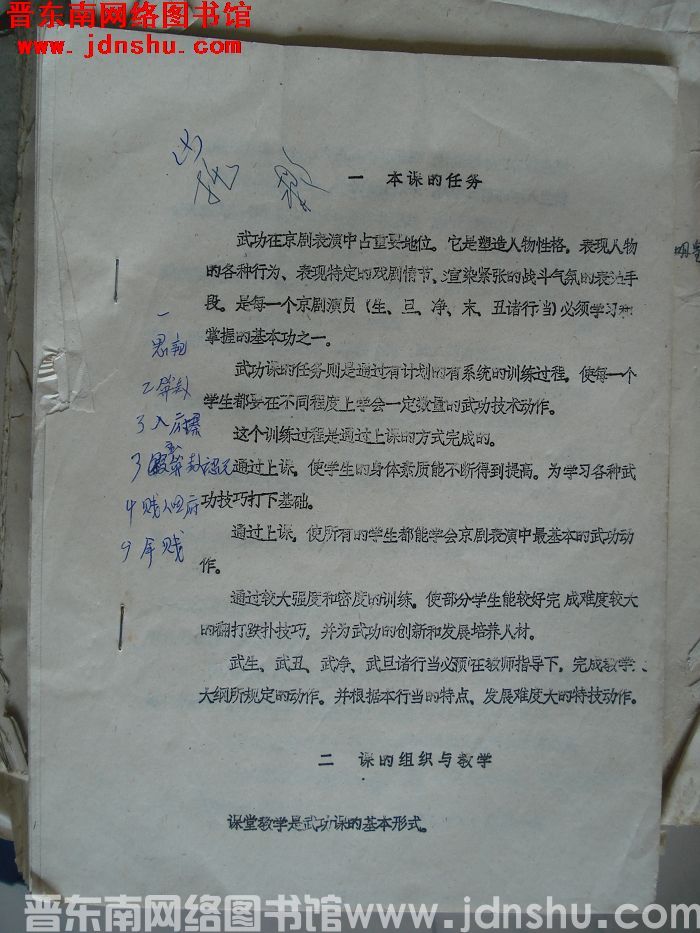 晋东南网络图书馆
www.jdnshu.com
一 本课的任务
武功在京剧表演中占重要地位。它是塑造人物性格,表现人物
的各种行为、表现特定的戏剧情节、渲染紧张的战斗气氛的表演手
段。是每一个京剧演员(生、旦、净、末、丑诸行当)必须学习和
掌握的基本功之一。
武功课的任务则是通过有计划的有系统的训练过程,使每一个
学生都要在不同程度上学会一定数量的武功技术动作。
这个训练过程是通过上课的方式完成的。
通过上课,使学生的身体素质能不断得到提高。为学习各种武
功技巧打下基础。
通过上课,使所有的学生都能学会京剧表演中最基本的武功动
作。
通过较大强度和密度的训练,使部分学生能较好完成难度较大
的翻打跌扑技巧。并为武功的创新和发展培养人材。
武生、武丑、武净、武旦诸行当必须在教师指导下,完成教学
大纲所规定的动作。并根据本行当的特点、发展难度大的特技动作。
二 课的组织与教学
课堂教学是武功课的基本形式。
晋东南网络图书馆www.jdnshu.com